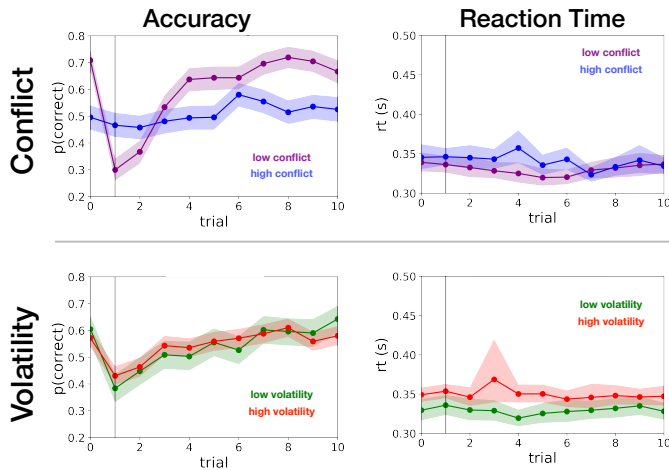 Accuracy
Reaction Time
Conflict
p(correct)
0.8
0.7
0.6
0.5
0.4
0.3
0.2
low conflict
high conflict
0 2 4 6 8 10
trial
rt (s)
0.50
0.45
0.40
0.35
0.30
low conflict
high conflict
0 2 4 6 8 10
trial
Volatility
p(correct)
0.8
0.7
0.6
0.5
0.4
0.3
0.2
low volatility
high volatility
0 2 4 6 8 10
trial
rt (s)
0.50
0.45
0.40
0.35
0.30
low volatility
high volatility
0 2 4 6 8 10
trial